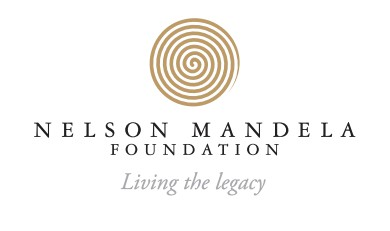 NELSON MANDELA
FOUNDATION
Living the legacy